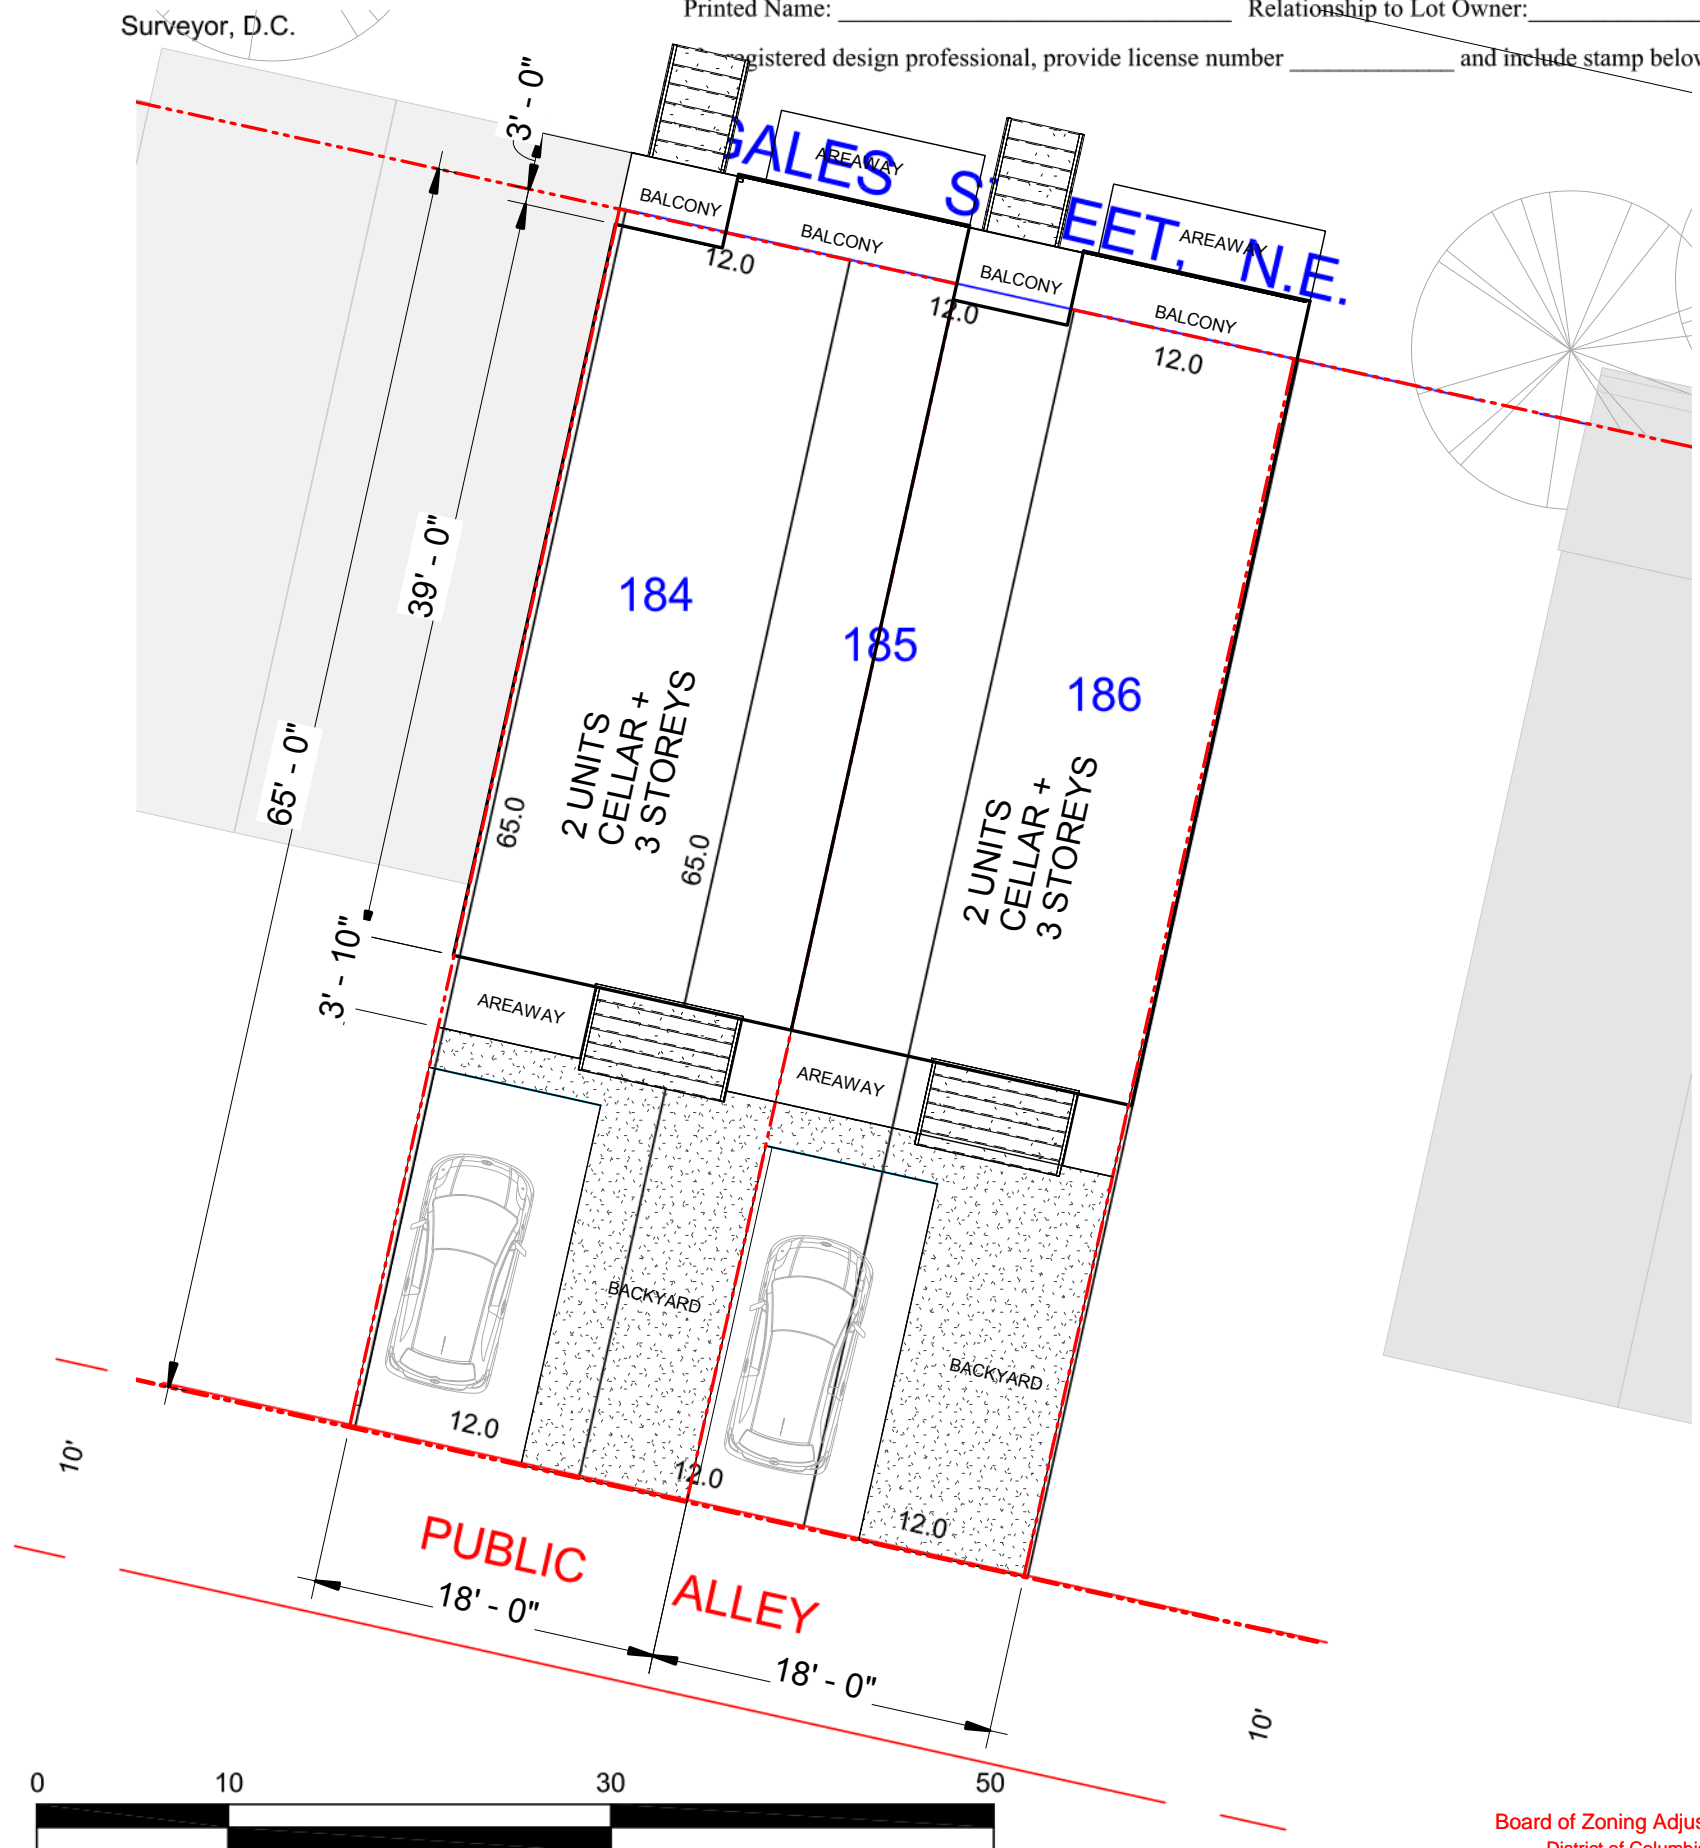 Surveyor, D.C.
Printed Name: Relationship to Lot Owner:
registered design professional, provide license number and include stamp below
3' - 0"
GALES
N.E.
AREAWAY
AREAWAY
BALCONY
BALCONY
BALCONY
BALCONY
12.0
12.0
12.0
39' - 0"
65' - 0"
184
185
186
2 UNITS
CELLAR +
3 STOREYS
2 UNITS
CELLAR +
3 STOREYS
65.0
65.0
3' - 10"
AREAWAY
AREAWAY
BACKYARD
BACKYARD
12.0
12.0
12.0
10'
PUBLIC ALLEY
18' - 0"
18' - 0"
10'
0 10 30 50
Board of Zoning